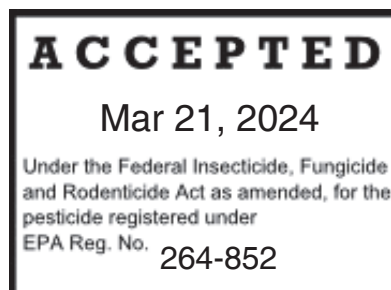 ACCEPTED
Mar 21, 2024
Under the Federal Insecticide, Fungicide
and Rodenticide Act as amended, for the
pesticide registered under
EPA Reg. No. 264-852